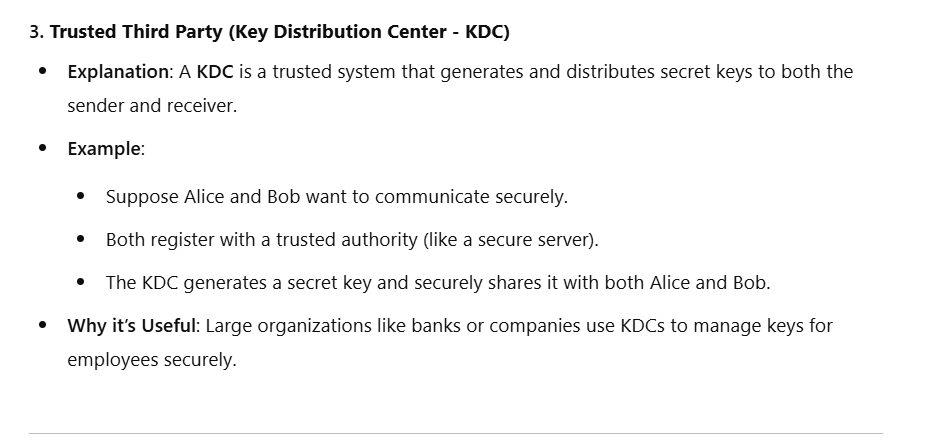 3. Trusted Third Party (Key Distribution Center - KDC)
• Explanation: A KDC is a trusted system that generates and distributes secret keys to both the
sender and receiver.
• Example:
• Suppose Alice and Bob want to communicate securely.
• Both register with a trusted authority (like a secure server).
• The KDC generates a secret key and securely shares it with both Alice and Bob.
• Why it’s Useful: Large organizations like banks or companies use KDCs to manage keys for
employees securely.